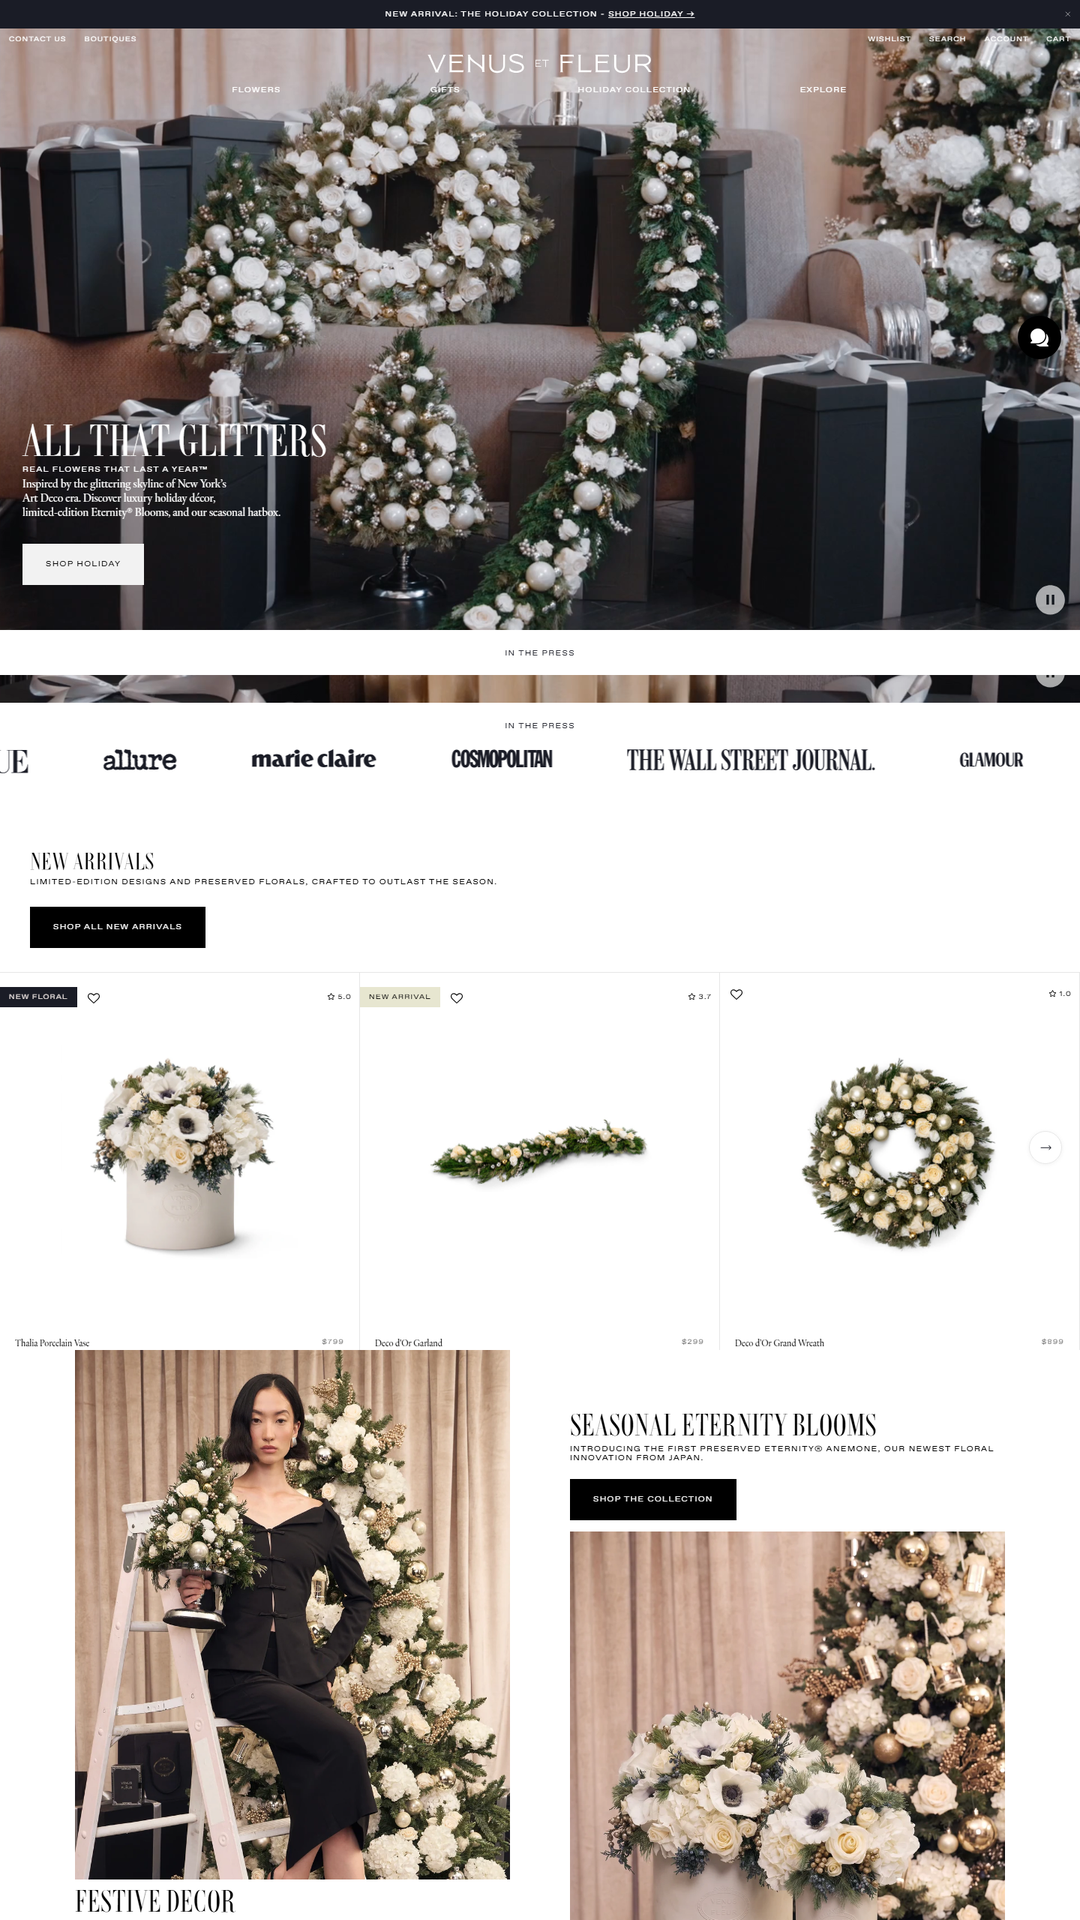 NEW ARRIVAL: THE HOLIDAY COLLECTION - SHOP HOLIDAY →
CONTACT US
BOUTIQUES
WISHLIST
SEARCH
ACCOUNT
CART
VENUS ET FLEUR
FLOWERS
GIFTS
HOLIDAY COLLECTION
EXPLORE
ALL THAT GLITTERS
REAL FLOWERS THAT LAST A YEAR™
Inspired by the glittering skyline of New York's
Art Deco era. Discover luxury holiday décor,
limited-edition Eternity® Blooms, and our seasonal hatbox.
SHOP HOLIDAY
IN THE PRESS
IN THE PRESS
UE
allure
marie claire
COSMOPOLITAN
THE WALL STREET JOURNAL.
GLAMOUR
NEW ARRIVALS
LIMITED-EDITION DESIGNS AND PRESERVED FLORALS, CRAFTED TO OUTLAST THE SEASON.
SHOP ALL NEW ARRIVALS
NEW FLORAL
5.0
NEW ARRIVAL
3.7
1.0
Thalia Porcelain Vase
$799
Deco d'Or Garland
$299
Deco d'Or Grand Wreath
$899
SEASONAL ETERNITY BLOOMS
INTRODUCING THE FIRST PRESERVED ETERNITY® ANEMONE, OUR NEWEST FLORAL
INNOVATION FROM JAPAN.
SHOP THE COLLECTION
FESTIVE DECOR